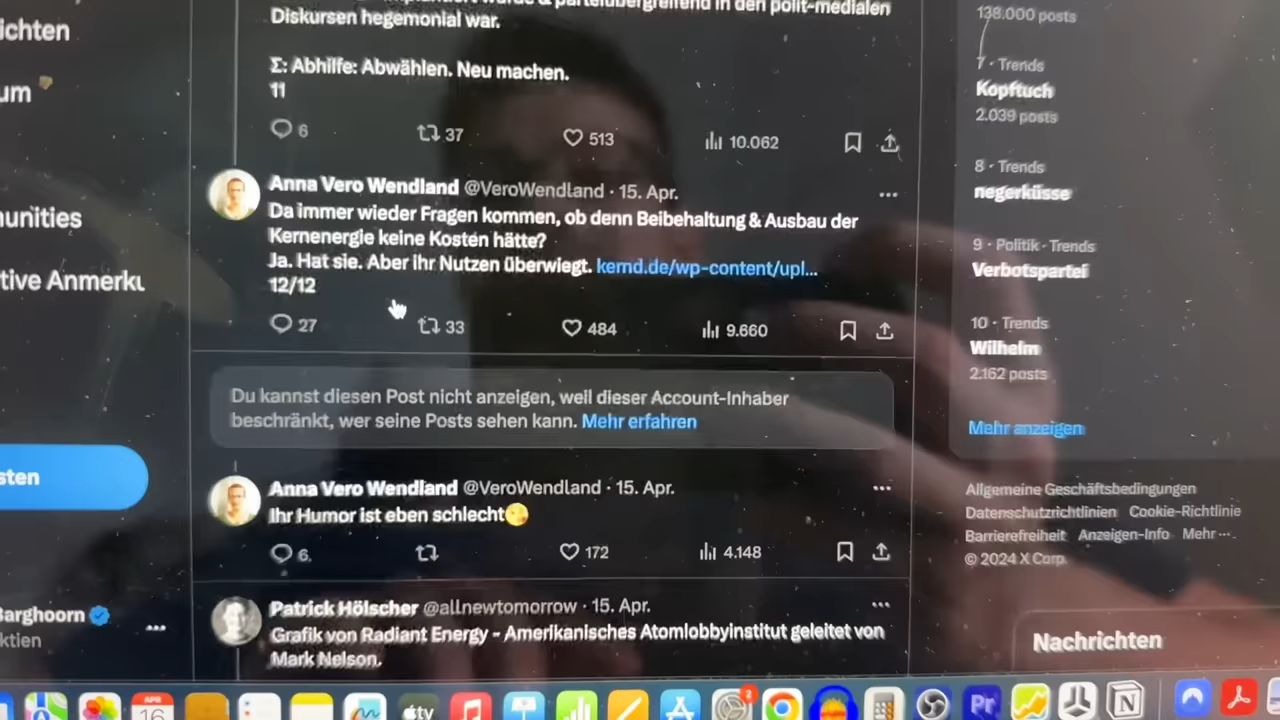 Diskursen hegemonial war.
Σ: Abhilfe: Abwählen. Neu machen.
11
6 37 513 10.062
Anna Vero Wendland @VeroWendland · 15. Apr.
Da immer wieder Fragen kommen, ob denn Beibehaltung & Ausbau der
Kernenergie keine Kosten hätte?
Ja. Hat sie. Aber ihr Nutzen überwiegt. kernd.de/wp-content/upl...
12/12
27 33 484 9.660
Du kannst diesen Post nicht anzeigen, weil dieser Account-Inhaber
beschränkt, wer seine Posts sehen kann. Mehr erfahren
Anna Vero Wendland @VeroWendland · 15. Apr.
Ihr Humor ist eben schlecht😘
6 172 4.148
Patrick Hölscher @allnewtomorrow · 15. Apr.
Grafik von Radiant Energy - Amerikanisches Atomlobbyinstitut geleitet von
Mark Nelson.
ichten
um
unities
tive Anmerku
sten
Barghoorn
ktien
138.000 posts
7 · Trends
Kopftuch
2.039 posts
8 · Trends
negerküsse
9 · Politik · Trends
Verbotspartei
10 · Trends
Wilhelm
2.162 posts
Mehr anzeigen
Allgemeine Geschäftsbedingungen
Datenschutzrichtlinien Cookie-Richtlinie
Barrierefreiheit Anzeigen-Info Mehr ...
© 2024 X Corp.
Nachrichten
APR
16
tv
2
Pr
N